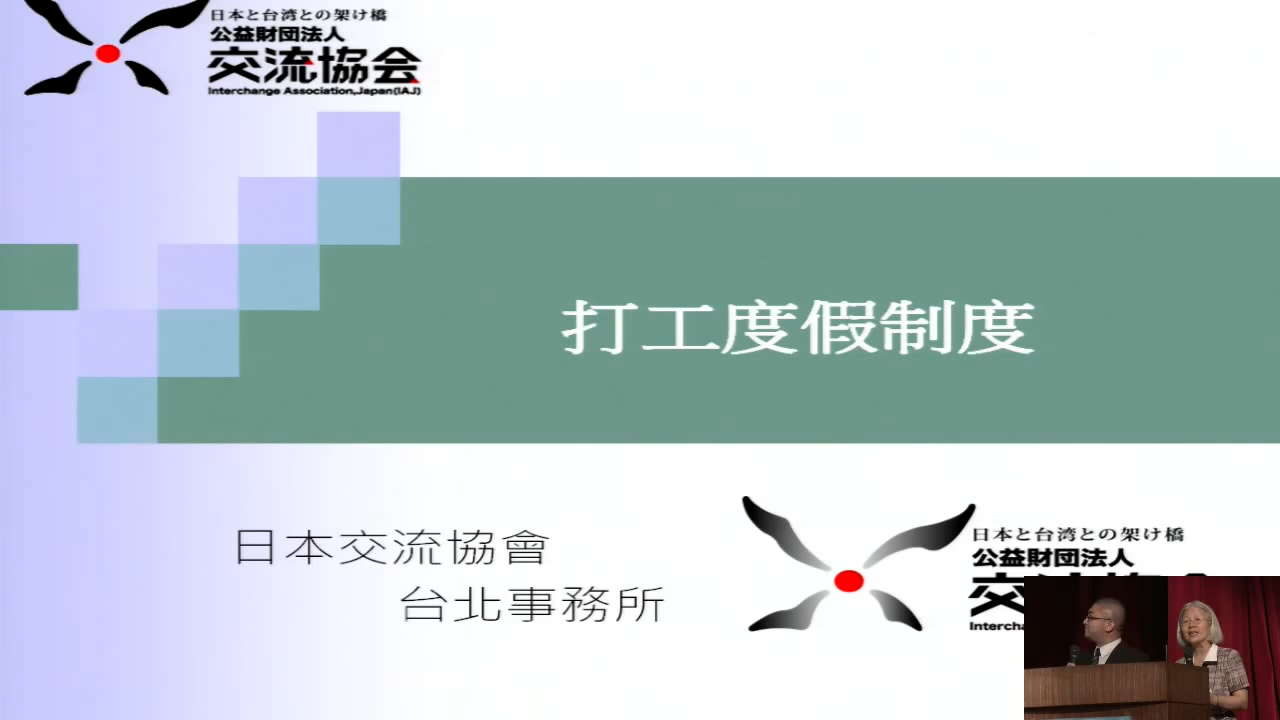 日本と台湾との架け橋
公益財団法人
交流協会
Interchange Association,Japan(IAJ)
打工度假制度
日本交流協會
台北事務所
日本と台湾との架け橋
公益財団法人
交